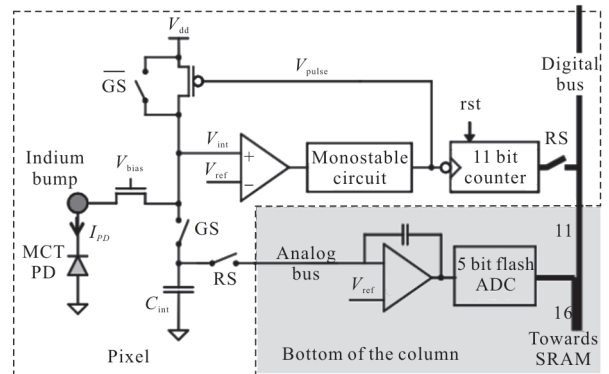 V_dd
GS
V_pulse
Digital
bus
rst
RS
V_int
V_ref
+
−
Monostable
circuit
11 bit
counter
Indium
bump
V_bias
GS
I_PD
MCT
PD
RS
Analog
bus
11
C_int
V_ref
5 bit flash
ADC
16
Towards
SRAM
Pixel
Bottom of the column